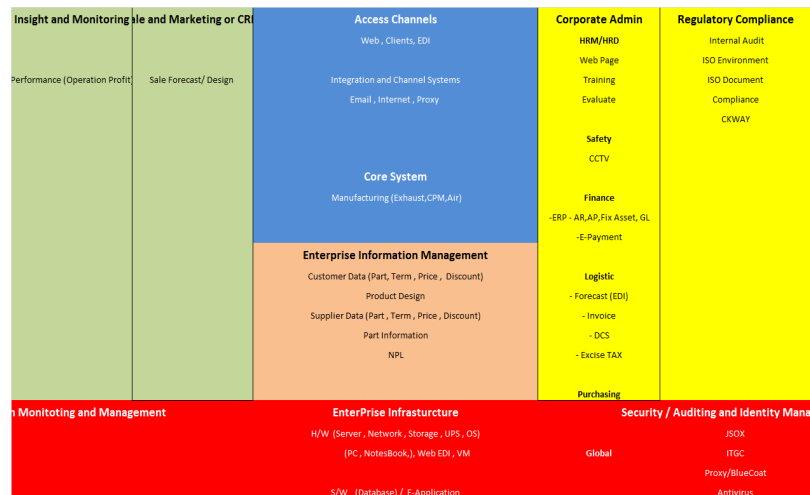 Insight and Monitoring
ale and Marketing or CRI
Performance (Operation Profit)
Sale Forecast/ Design
Access Channels
Web , Clients, EDI
Integration and Channel Systems
Email , Internet , Proxy
Core System
Manufacturing (Exhaust,CPM,Air)
Enterprise Information Management
Customer Data (Part, Term , Price , Discount)
Product Design
Supplier Data (Part , Term , Price , Discount)
Part Information
NPL
Corporate Admin
HRM/HRD
Web Page
Training
Evaluate
Safety
CCTV
Finance
-ERP - AR,AP,Fix Asset, GL
-E-Payment
Logistic
- Forecast (EDI)
- Invoice
- DCS
- Excise TAX
Purchasing
Regulatory Compliance
Internal Audit
ISO Environment
ISO Document
Compliance
CKWAY
n Monitoting and Management
EnterPrise Infrasturcture
H/W (Server , Network , Storage , UPS , OS)
(PC , NotesBook,), Web EDI , VM
S/W (Database) / E-Application
Global
Security / Auditing and Identity Mana
JSOX
ITGC
Proxy/BlueCoat
Antivirus